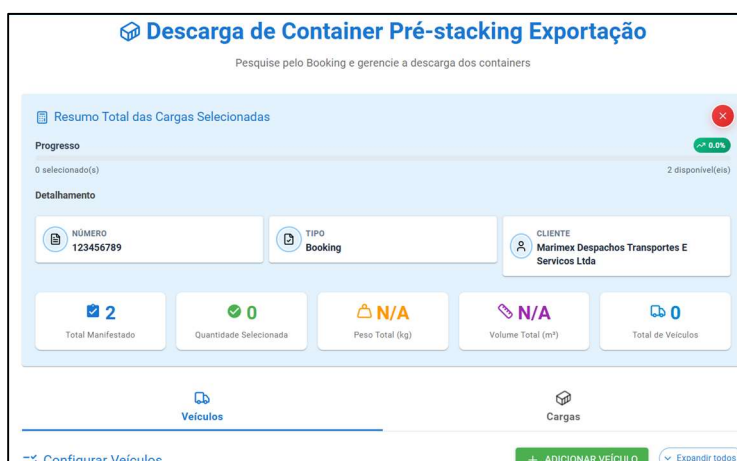 Descarga de Container Pré-stacking Exportação
Pesquise pelo Booking e gerencie a descarga dos containers
Resumo Total das Cargas Selecionadas
Progresso
0.0%
0 selecionado(s)
2 disponível(eis)
Detalhamento
NÚMERO
123456789
TIPO
Booking
CLIENTE
Marimex Despachos Transportes E
Servicos Ltda
2
Total Manifestado
0
Quantidade Selecionada
N/A
Peso Total (kg)
N/A
Volume Total (m³)
0
Total de Veículos
Veículos
Cargas
Configurar Veículos
+ ADICIONAR VEÍCULO
Expandir todos